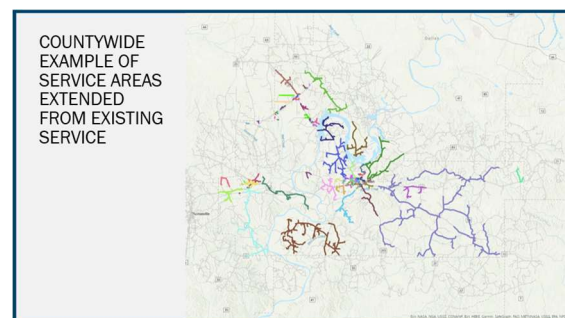 COUNTYWIDE
EXAMPLE OF
SERVICE AREAS
EXTENDED
FROM EXISTING
SERVICE